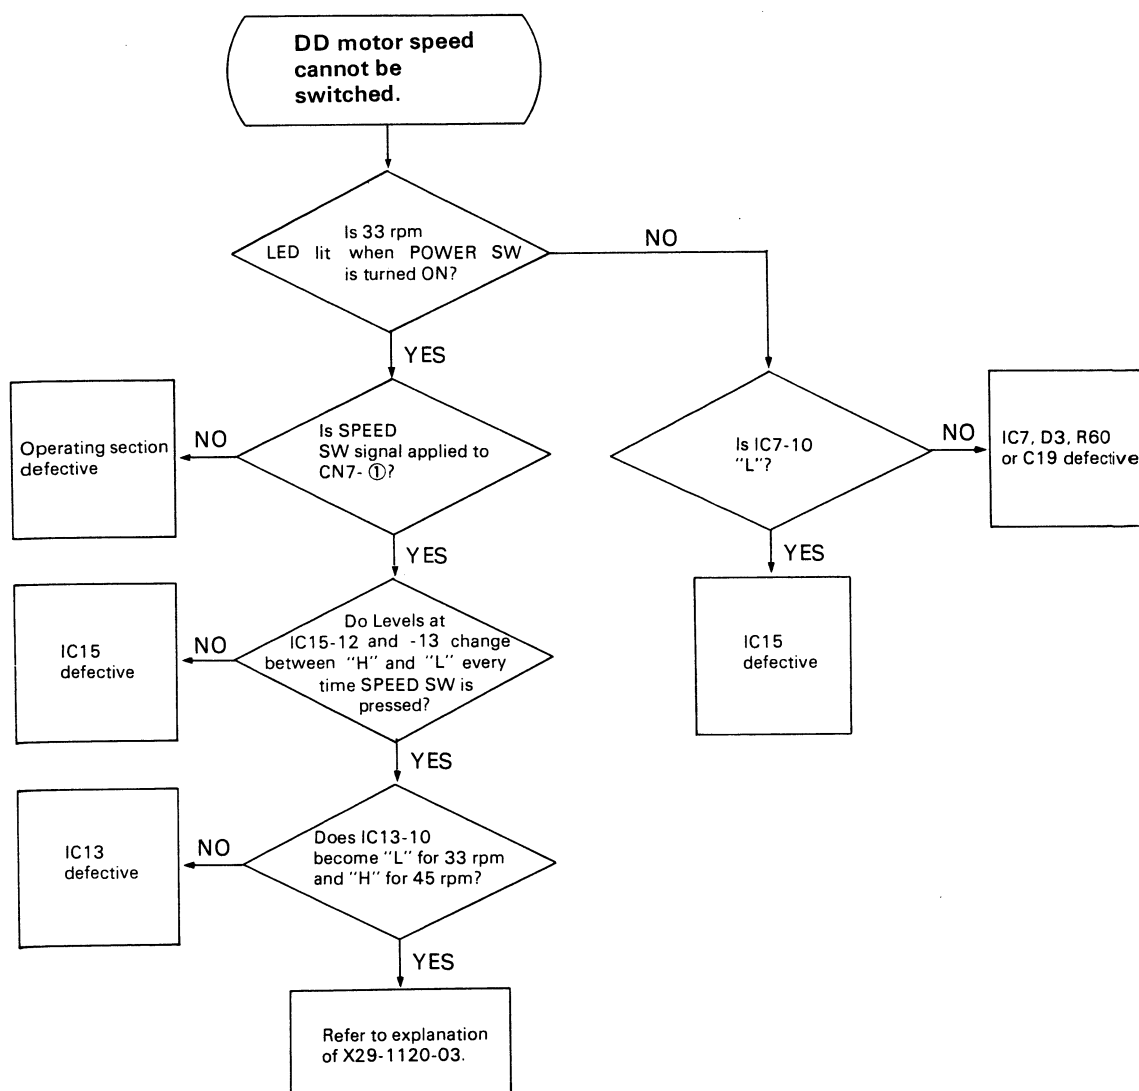 DD motor speed
cannot be
switched.
Is 33 rpm
LED lit when POWER SW
is turned ON?
NO
YES
Operating section
defective
NO
Is SPEED
SW signal applied to
CN7- ①?
Is IC7-10
"L"?
NO
IC7, D3, R60
or C19 defective
YES
YES
IC15
defective
NO
Do Levels at
IC15-12 and -13 change
between "H" and "L" every
time SPEED SW is
pressed?
IC15
defective
YES
IC13
defective
NO
Does IC13-10
become "L" for 33 rpm
and "H" for 45 rpm?
YES
Refer to explanation
of X29-1120-03.